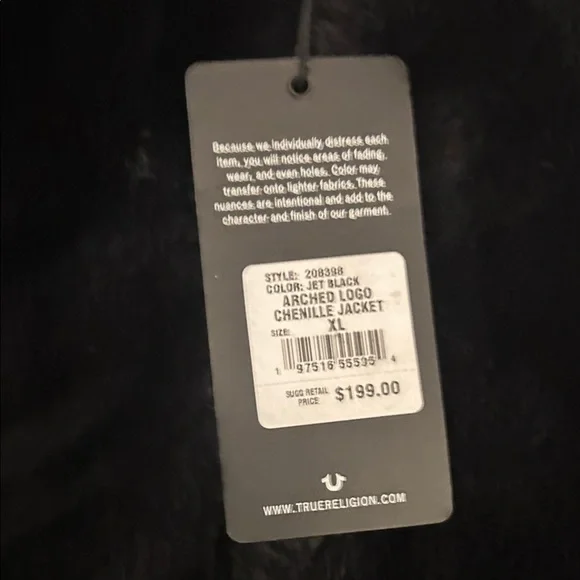 Because we individually distress each
item, you will notice areas of fading,
wear, and even holes. Color may
transfer onto lighter fabrics. These
nuances are intentional and add to the
character and finish of our garment.
STYLE: 208398
COLOR: JET BLACK
ARCHED LOGO
CHENILLE JACKET
SIZE: XL
1 97516 55595 4
SUGG RETAIL
PRICE: $199.00
WWW.TRUERELIGION.COM